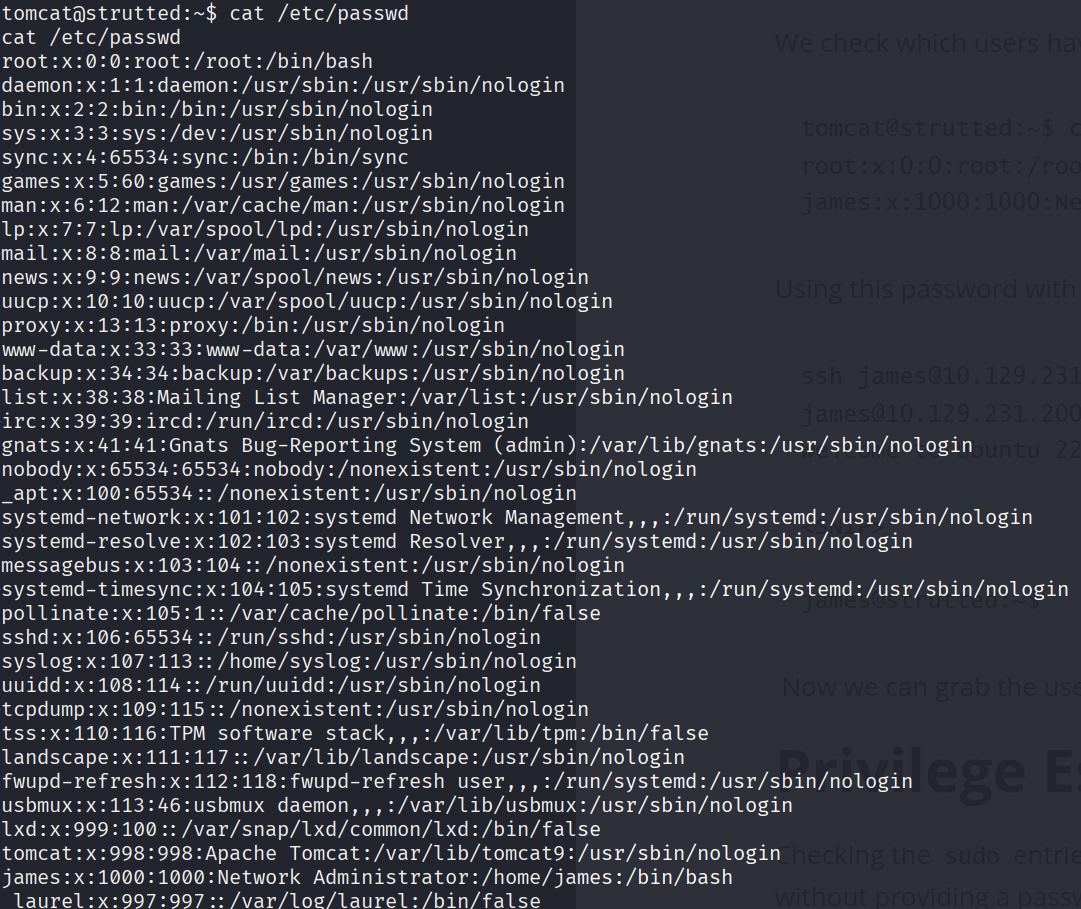 tomcat@strutted:~$ cat /etc/passwd
cat /etc/passwd
root:x:0:0:root:/root:/bin/bash
daemon:x:1:1:daemon:/usr/sbin:/usr/sbin/nologin
bin:x:2:2:bin:/bin:/usr/sbin/nologin
sys:x:3:3:sys:/dev:/usr/sbin/nologin
sync:x:4:65534:sync:/bin:/bin/sync
games:x:5:60:games:/usr/games:/usr/sbin/nologin
man:x:6:12:man:/var/cache/man:/usr/sbin/nologin
lp:x:7:7:lp:/var/spool/lpd:/usr/sbin/nologin
mail:x:8:8:mail:/var/mail:/usr/sbin/nologin
news:x:9:9:news:/var/spool/news:/usr/sbin/nologin
uucp:x:10:10:uucp:/var/spool/uucp:/usr/sbin/nologin
proxy:x:13:13:proxy:/bin:/usr/sbin/nologin
www-data:x:33:33:www-data:/var/www:/usr/sbin/nologin
backup:x:34:34:backup:/var/backups:/usr/sbin/nologin
list:x:38:38:Mailing List Manager:/var/list:/usr/sbin/nologin
irc:x:39:39:ircd:/run/ircd:/usr/sbin/nologin
gnats:x:41:41:Gnats Bug-Reporting System (admin):/var/lib/gnats:/usr/sbin/nologin
nobody:x:65534:65534:nobody:/nonexistent:/usr/sbin/nologin
_apt:x:100:65534::/nonexistent:/usr/sbin/nologin
systemd-network:x:101:102:systemd Network Management,,,:/run/systemd:/usr/sbin/nologin
systemd-resolve:x:102:103:systemd Resolver,,,:/run/systemd:/usr/sbin/nologin
messagebus:x:103:104::/nonexistent:/usr/sbin/nologin
systemd-timesync:x:104:105:systemd Time Synchronization,,,:/run/systemd:/usr/sbin/nologin
pollinate:x:105:1::/var/cache/pollinate:/bin/false
sshd:x:106:65534::/run/sshd:/usr/sbin/nologin
syslog:x:107:113::/home/syslog:/usr/sbin/nologin
uuidd:x:108:114::/run/uuidd:/usr/sbin/nologin
tcpdump:x:109:115::/nonexistent:/usr/sbin/nologin
tss:x:110:116:TPM software stack,,,:/var/lib/tpm:/bin/false
landscape:x:111:117::/var/lib/landscape:/usr/sbin/nologin
fwupd-refresh:x:112:118:fwupd-refresh user,,,:/run/systemd:/usr/sbin/nologin
usbmux:x:113:46:usbmux daemon,,,:/var/lib/usbmux:/usr/sbin/nologin
lxd:x:999:100::/var/snap/lxd/common/lxd:/bin/false
tomcat:x:998:998:Apache Tomcat:/var/lib/tomcat9:/usr/sbin/nologin
james:x:1000:1000:Network Administrator:/home/james:/bin/bash
_laurel:x:997:997::/var/log/laurel:/bin/false
We check which users hav
tomcat@strutted:~$ c
root:x:0:0:root:/roo
james:x:1000:1000:Ne
Using this password with
ssh james@10.129.231
james@10.129.231.200
ubuntu 22
james@strutted:~$
Now we can grab the use
Privilege Es
Checking the sudo entrie
without providing a passw